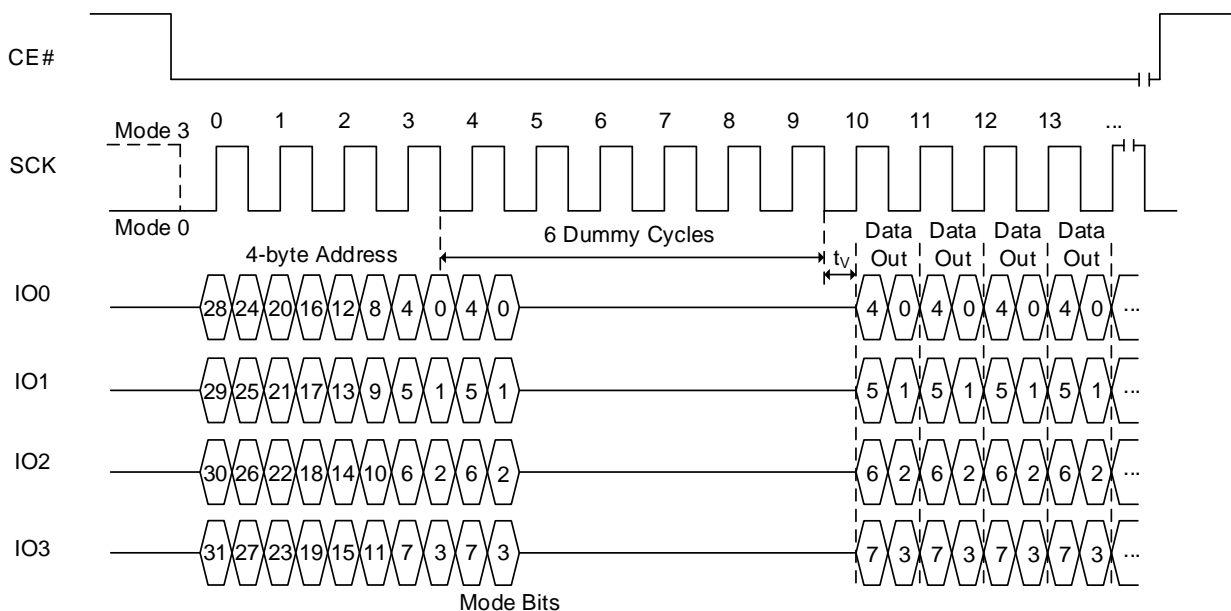 CE#
0 1 2 3 4 5 6 7 8 9 10 11 12 13 ...
Mode 3
SCK
Mode 0
6 Dummy Cycles
Data Out Data Out Data Out Data Out
4-byte Address
tV
IO0 28 24 20 16 12 8 4 0 4 0 4 0 4 0 4 0 4 0 ...
IO1 29 25 21 17 13 9 5 1 5 1 5 1 5 1 5 1 5 1 ...
IO2 30 26 22 18 14 10 6 2 6 2 6 2 6 2 6 2 6 2 ...
IO3 31 27 23 19 15 11 7 3 7 3 7 3 7 3 7 3 7 3 ...
Mode Bits